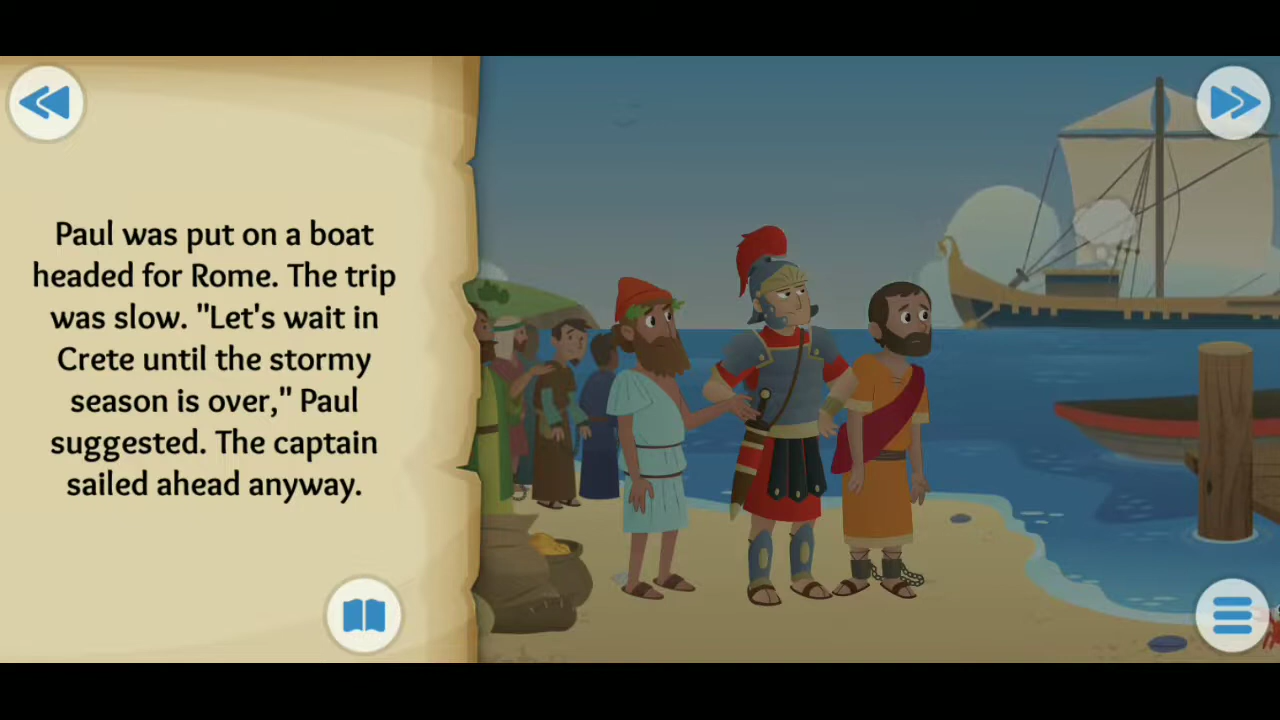 Paul was put on a boat
headed for Rome. The trip
was slow. "Let's wait in
Crete until the stormy
season is over," Paul
suggested. The captain
sailed ahead anyway.